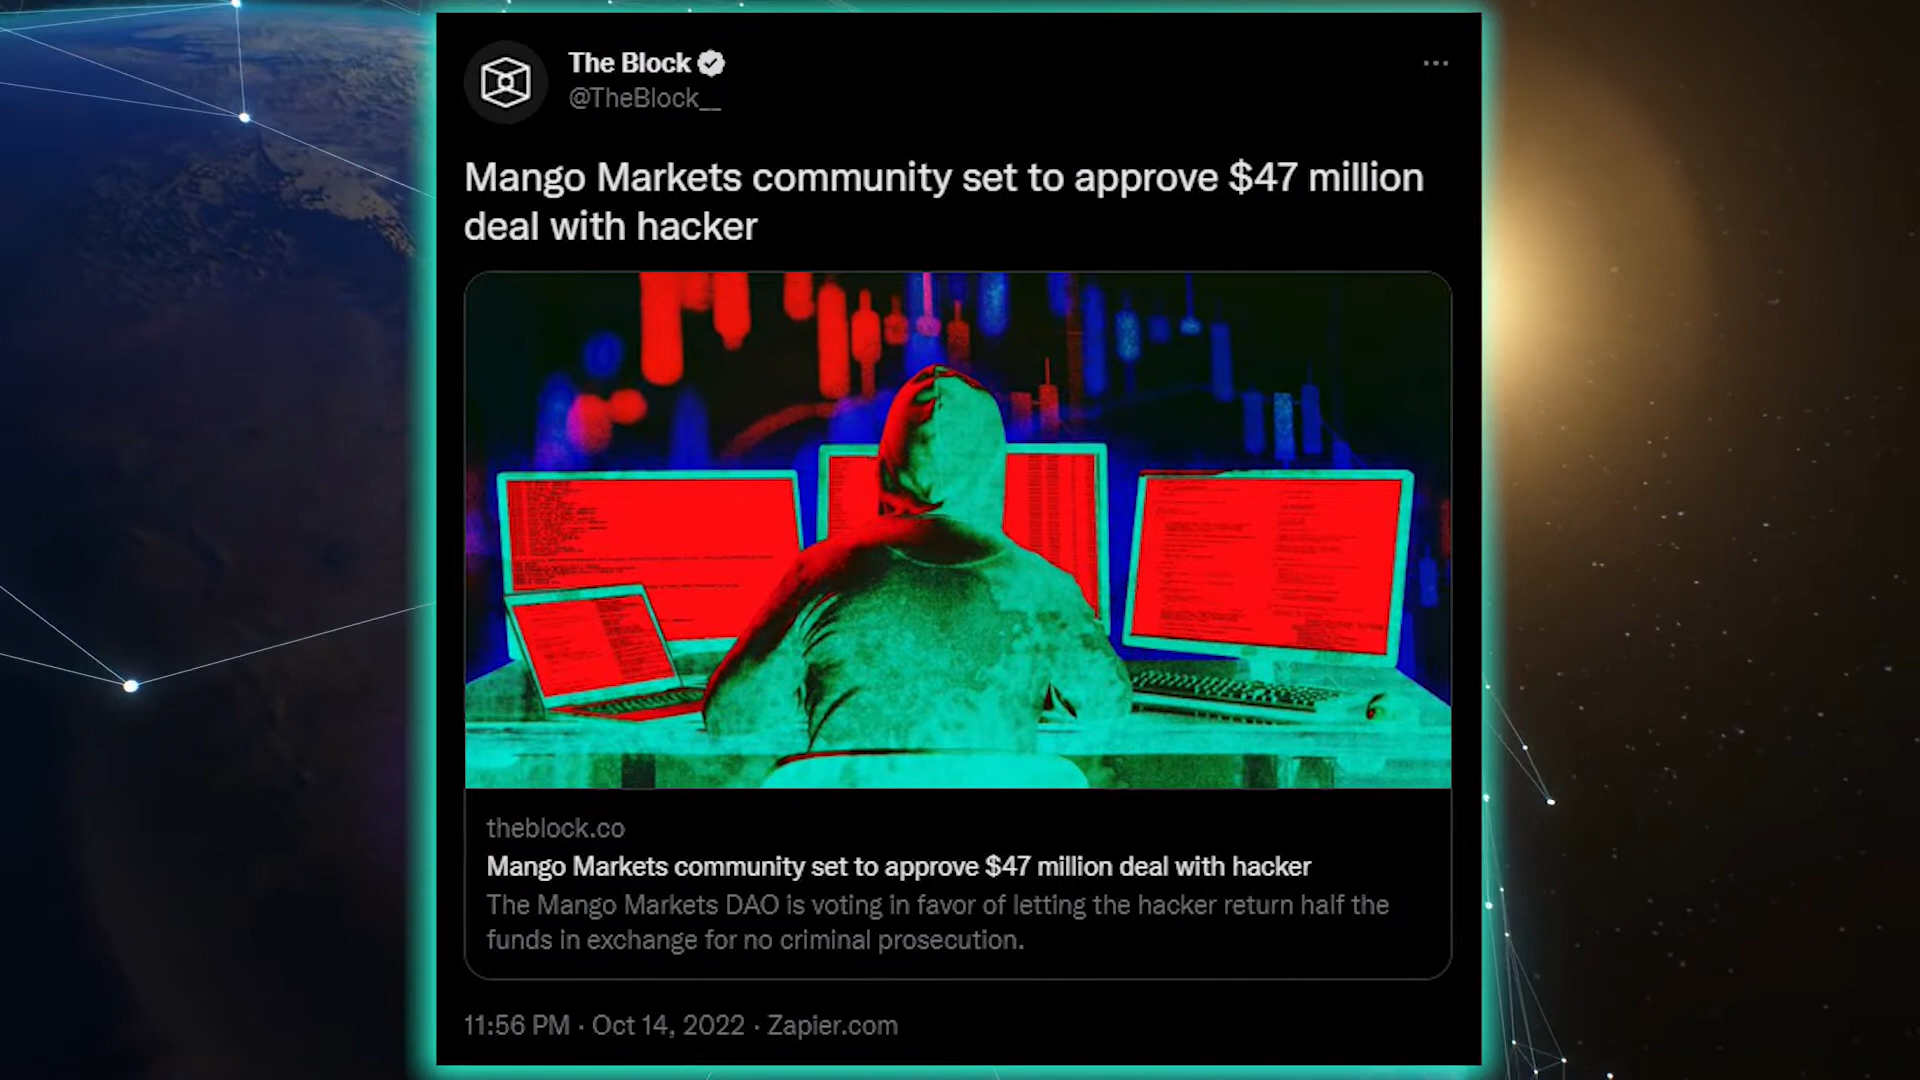 The Block
@TheBlock__
Mango Markets community set to approve $47 million
deal with hacker
theblock.co
Mango Markets community set to approve $47 million deal with hacker
The Mango Markets DAO is voting in favor of letting the hacker return half the
funds in exchange for no criminal prosecution.
11:56 PM · Oct 14, 2022 · Zapier.com